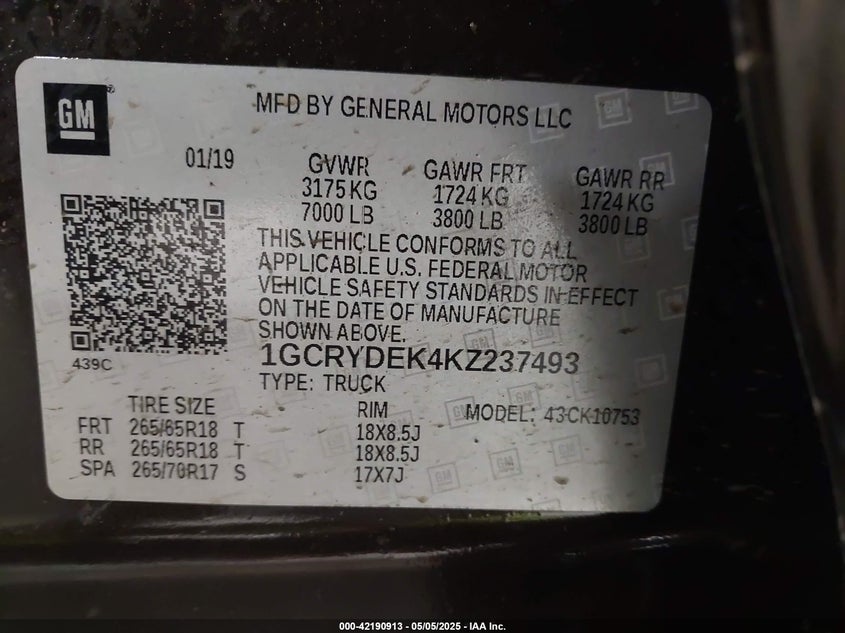 GM
MFD BY GENERAL MOTORS LLC
01/19
GVWR GAWR FRT GAWR RR
3175 KG 1724 KG 1724 KG
7000 LB 3800 LB 3800 LB
THIS VEHICLE CONFORMS TO ALL
APPLICABLE U.S. FEDERAL MOTOR
VEHICLE SAFETY STANDARDS IN EFFECT
ON THE DATE OF MANUFACTURE
SHOWN ABOVE.
439C
1GCRYDEK4KZ237493
TYPE: TRUCK
TIRE SIZE RIM MODEL: 43CK10753
FRT 265/65R18 T 18X8.5J
RR 265/65R18 T 18X8.5J
SPA 265/70R17 S 17X7J
000-42190913 - 05/05/2025 - IAA Inc.